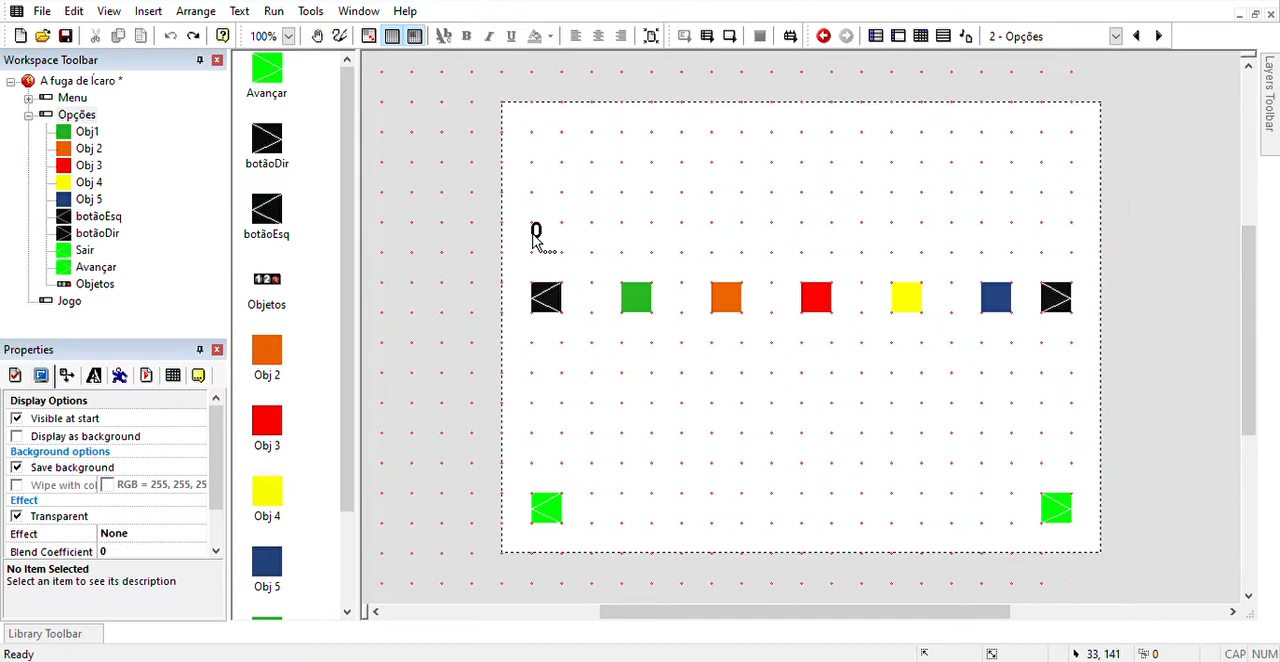 File Edit View Insert Arrange Text Run Tools Window Help
100% 2 - Opções
Workspace Toolbar
A fuga de Ícaro *
Menu
Opções
Obj1
Obj 2
Obj 3
Obj 4
Obj 5
botãoEsq
botãoDir
Sair
Avançar
Objetos
Jogo
Properties
Display Options
Visible at start
Display as background
Background options
Save background
Wipe with col RGB = 255, 255, 25
Effect
Transparent
Effect None
Blend Coefficient 0
No Item Selected
Select an item to see its description
Library Toolbar
Avançar
botãoDir
botãoEsq
Objetos
Obj 2
Obj 3
Obj 4
Obj 5
0
Layers Toolbar
Ready 33, 141 0 CAP NUM